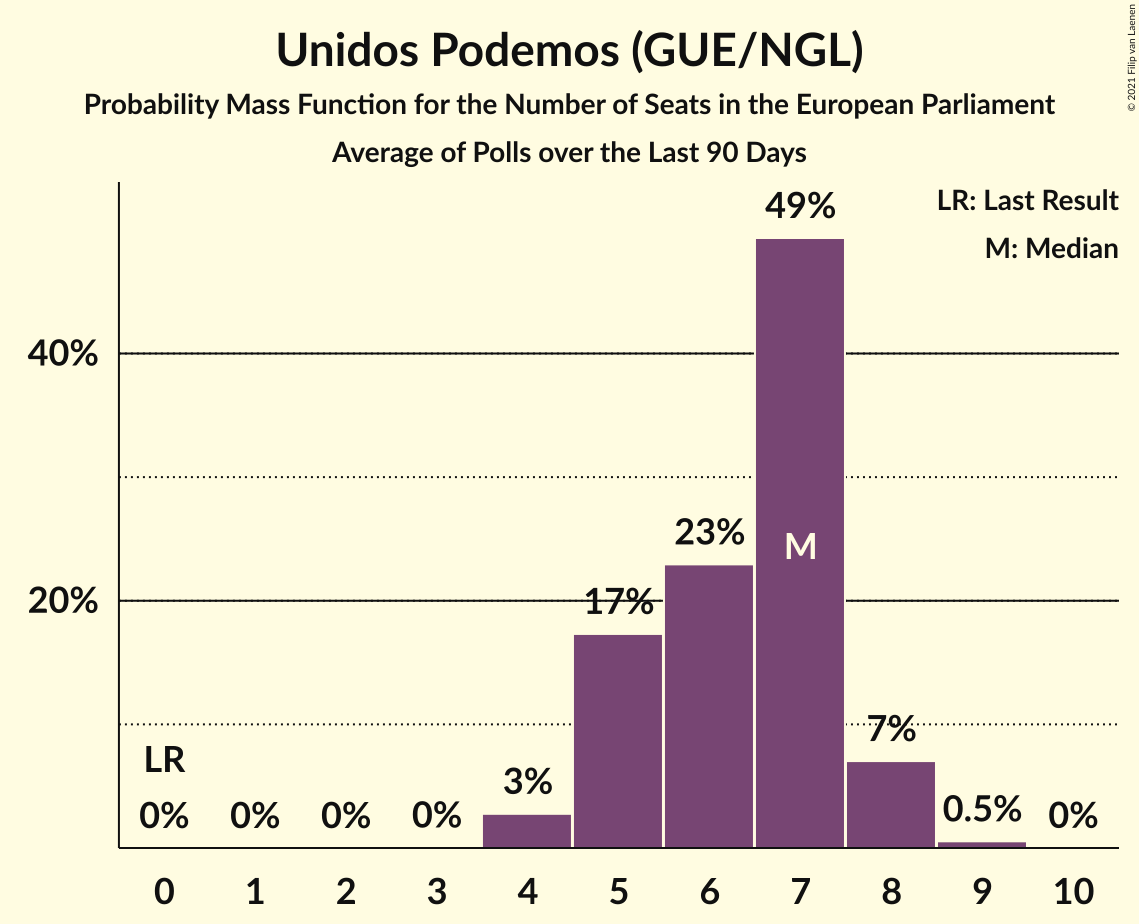 Unidos Podemos (GUE/NGL)
Probability Mass Function for the Number of Seats in the European Parliament
Average of Polls over the Last 90 Days
© 2021 Filip van Laenen
LR: Last Result
M: Median
49%
40%
23%
M
20%
17%
7%
LR
3%
0% 0% 0% 0% 0.5% 0%
0 1 2 3 4 5 6 7 8 9 10